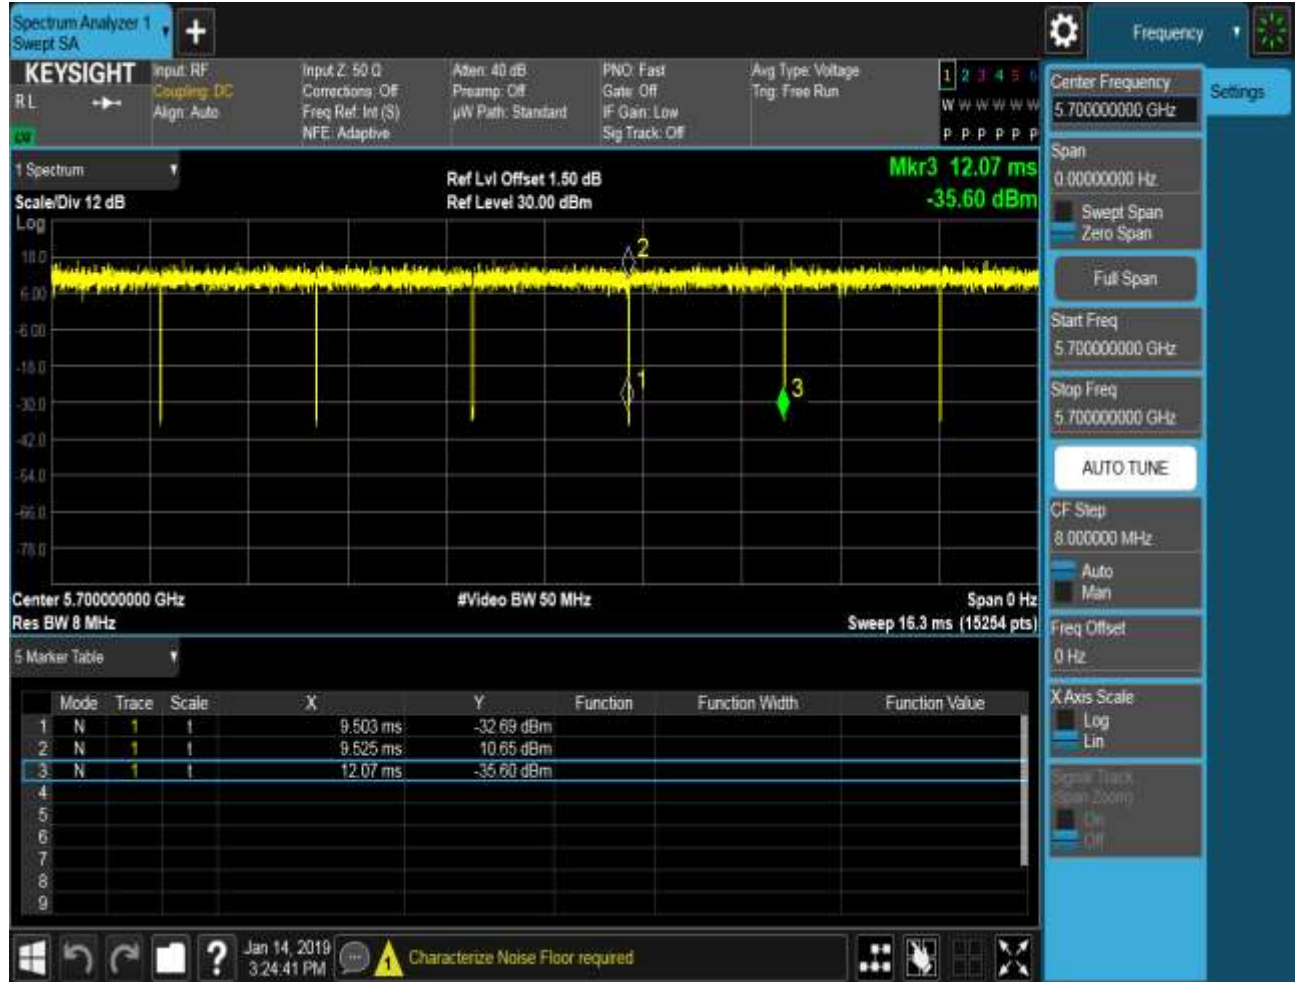 Spectrum Analyzer 1
Swept SA
+
Frequency
KEYSIGHT
RL
Input: RF
Coupling: DC
Align: Auto
Input Z: 50 Ω
Corrections: Off
Freq Ref: Int (S)
NFE: Adaptive
Atten: 40 dB
Preamp: Off
µW Path: Standard
PNO: Fast
Gate: Off
IF Gain: Low
Sig Track: Off
Avg Type: Voltage
Trig: Free Run
1 2 3 4 5 6
W W W W W W
P P P P P P
1 Spectrum
Scale/Div 12 dB
Log
Ref Lvl Offset 1.50 dB
Ref Level 30.00 dBm
Mkr3 12.07 ms
-35.60 dBm
18.0
6.00
-6.00
-18.0
-30.0
-42.0
-54.0
-66.0
-78.0
2
1
3
Center 5.700000000 GHz
#Video BW 50 MHz
Span 0 Hz
Res BW 8 MHz
Sweep 16.3 ms (15254 pts)
5 Marker Table
Mode Trace Scale X Y Function Function Width Function Value
1 N 1 t 9.503 ms -32.69 dBm
2 N 1 t 9.525 ms 10.65 dBm
3 N 1 t 12.07 ms -35.60 dBm
4
5
6
7
8
9
Settings
Center Frequency
5.700000000 GHz
Span
0.00000000 Hz
Swept Span
Zero Span
Full Span
Start Freq
5.700000000 GHz
Stop Freq
5.700000000 GHz
AUTO TUNE
CF Step
8.000000 MHz
Auto
Man
Freq Offset
0 Hz
X Axis Scale
Log
Lin
Signal Track
(Span Zoom)
On
Off
?
Jan 14, 2019
3:24:41 PM
1
Characterize Noise Floor required